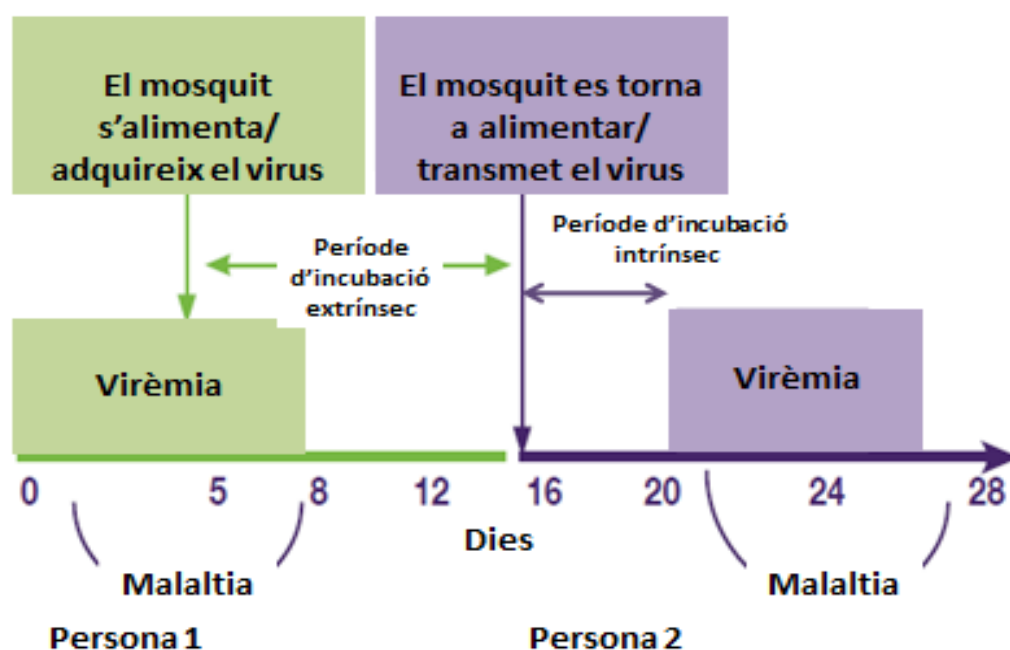 El mosquit
s'alimenta/
adquireix el virus
El mosquit es torna
a alimentar/
transmet el virus
Període
d'incubació
extrínsec
Període d'incubació
intrínsec
Virèmia
Virèmia
0 5 8 12 16 20 24 28
Dies
Malaltia
Malaltia
Persona 1
Persona 2